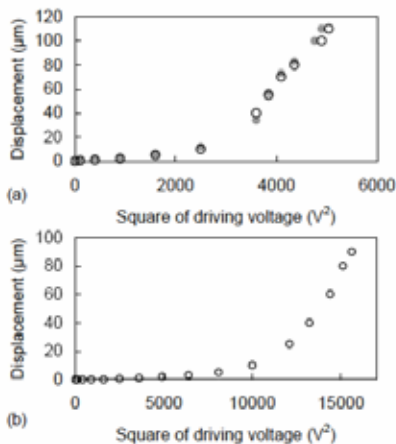 120
100
80
60
40
20
0
Displacement (μm)
0 2000 4000 6000
(a)
Square of driving voltage (V²)
100
80
60
40
20
0
Displacement (μm)
0 5000 10000 15000
(b)
Square of driving voltage (V²)